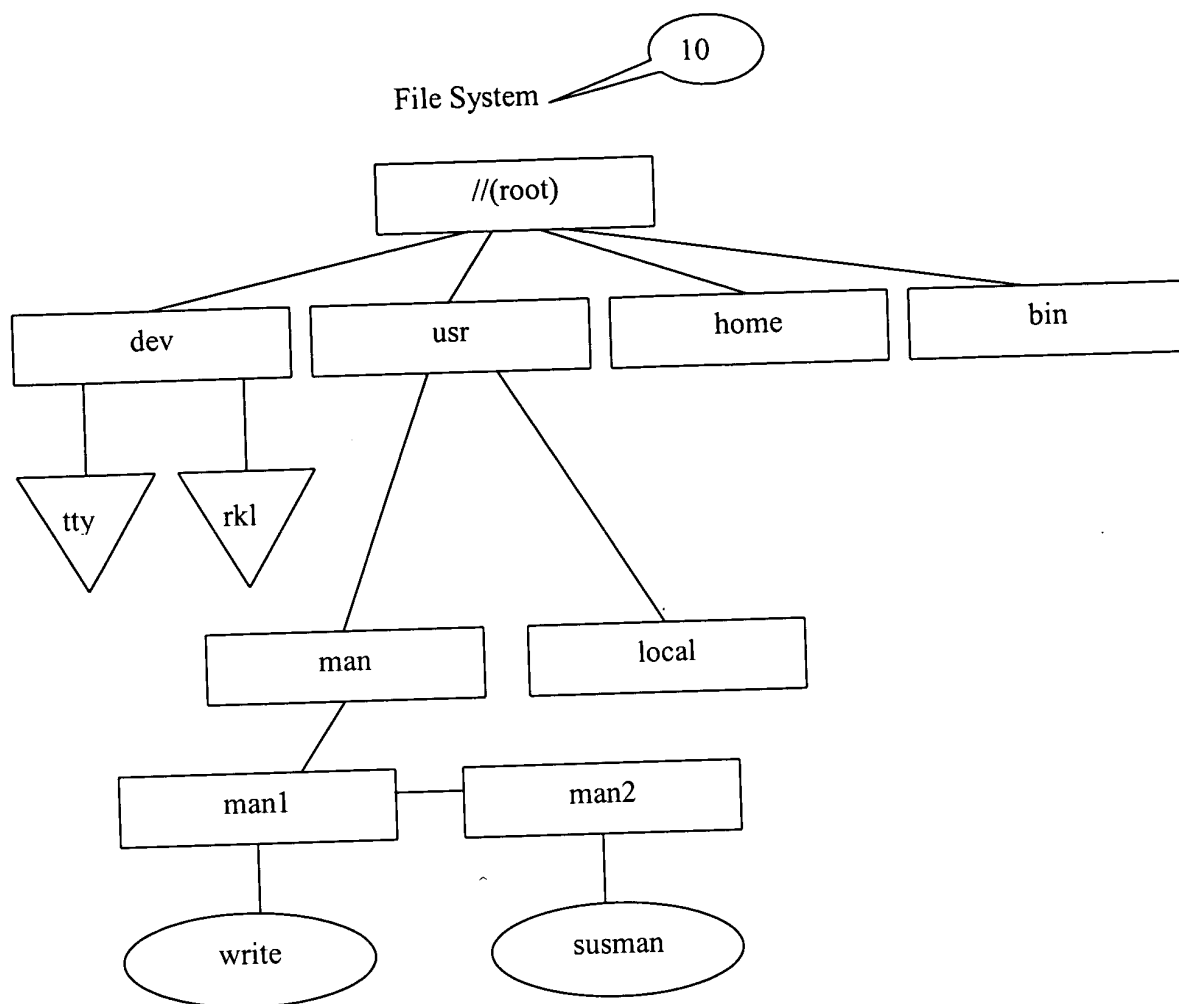 10
File System
//(root)
dev
usr
home
bin
tty
rkl
man
local
man1
man2
write
susman